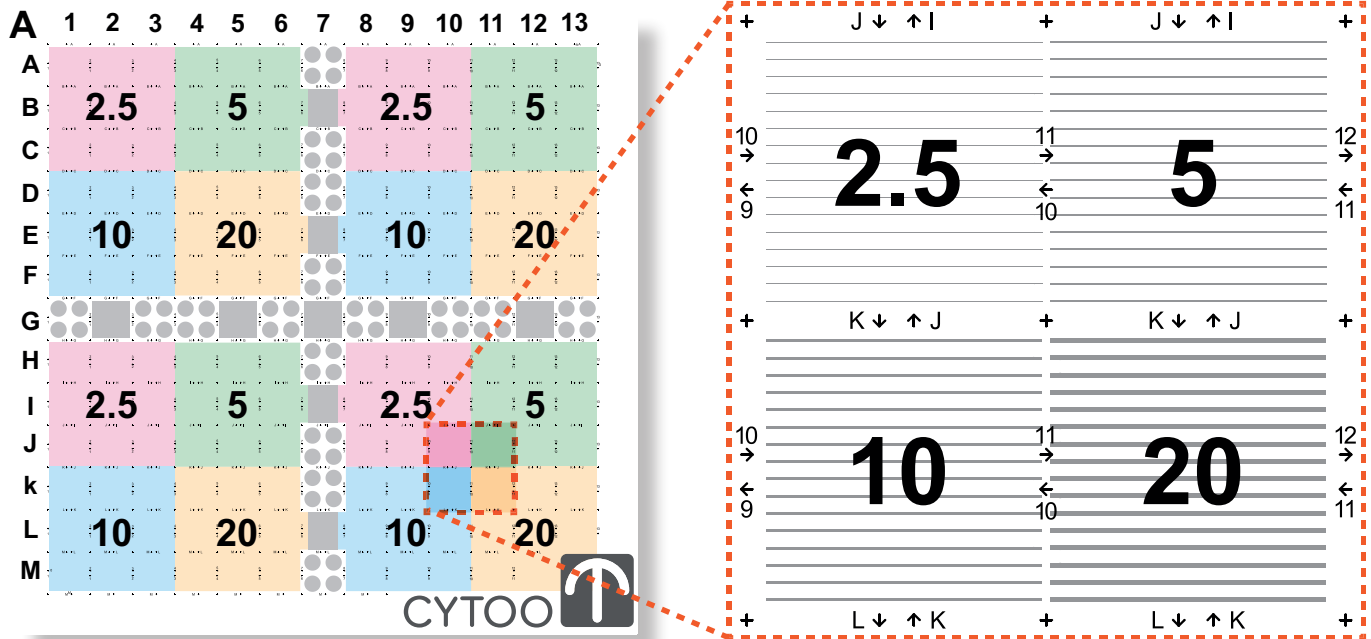 A 1 2 3 4 5 6 7 8 9 10 11 12 13
A
B 2.5 5 2.5 5
C
D
E 10 20 10 20
F
G
H
I 2.5 5 2.5 5
J
k
L 10 20 10 20
M
CYTOO
+ J ↓ ↑ I + J ↓ ↑ I +
10 → 11 → 12 →
2.5 5
← 9 ← 10 ← 11
+ K ↓ ↑ J + K ↓ ↑ J +
10 → 11 → 12 →
10 20
← 9 ← 10 ← 11
+ L ↓ ↑ K + L ↓ ↑ K +